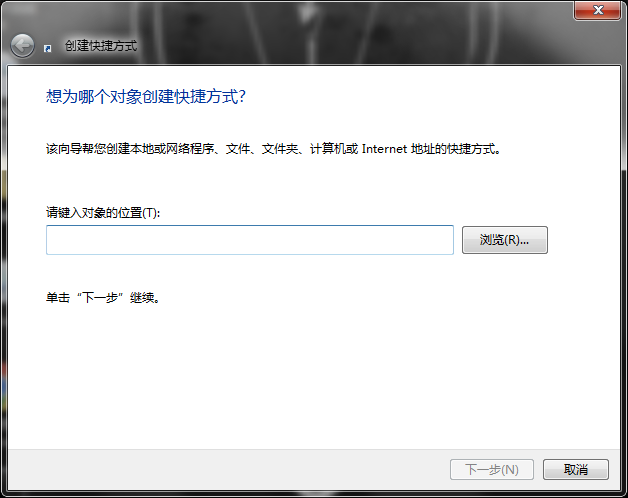 创建快捷方式
想为哪个对象创建快捷方式?
该向导帮您创建本地或网络程序、文件、文件夹、计算机或 Internet 地址的快捷方式。
请键入对象的位置(T):
浏览(R)...
单击“下一步”继续。
下一步(N)
取消